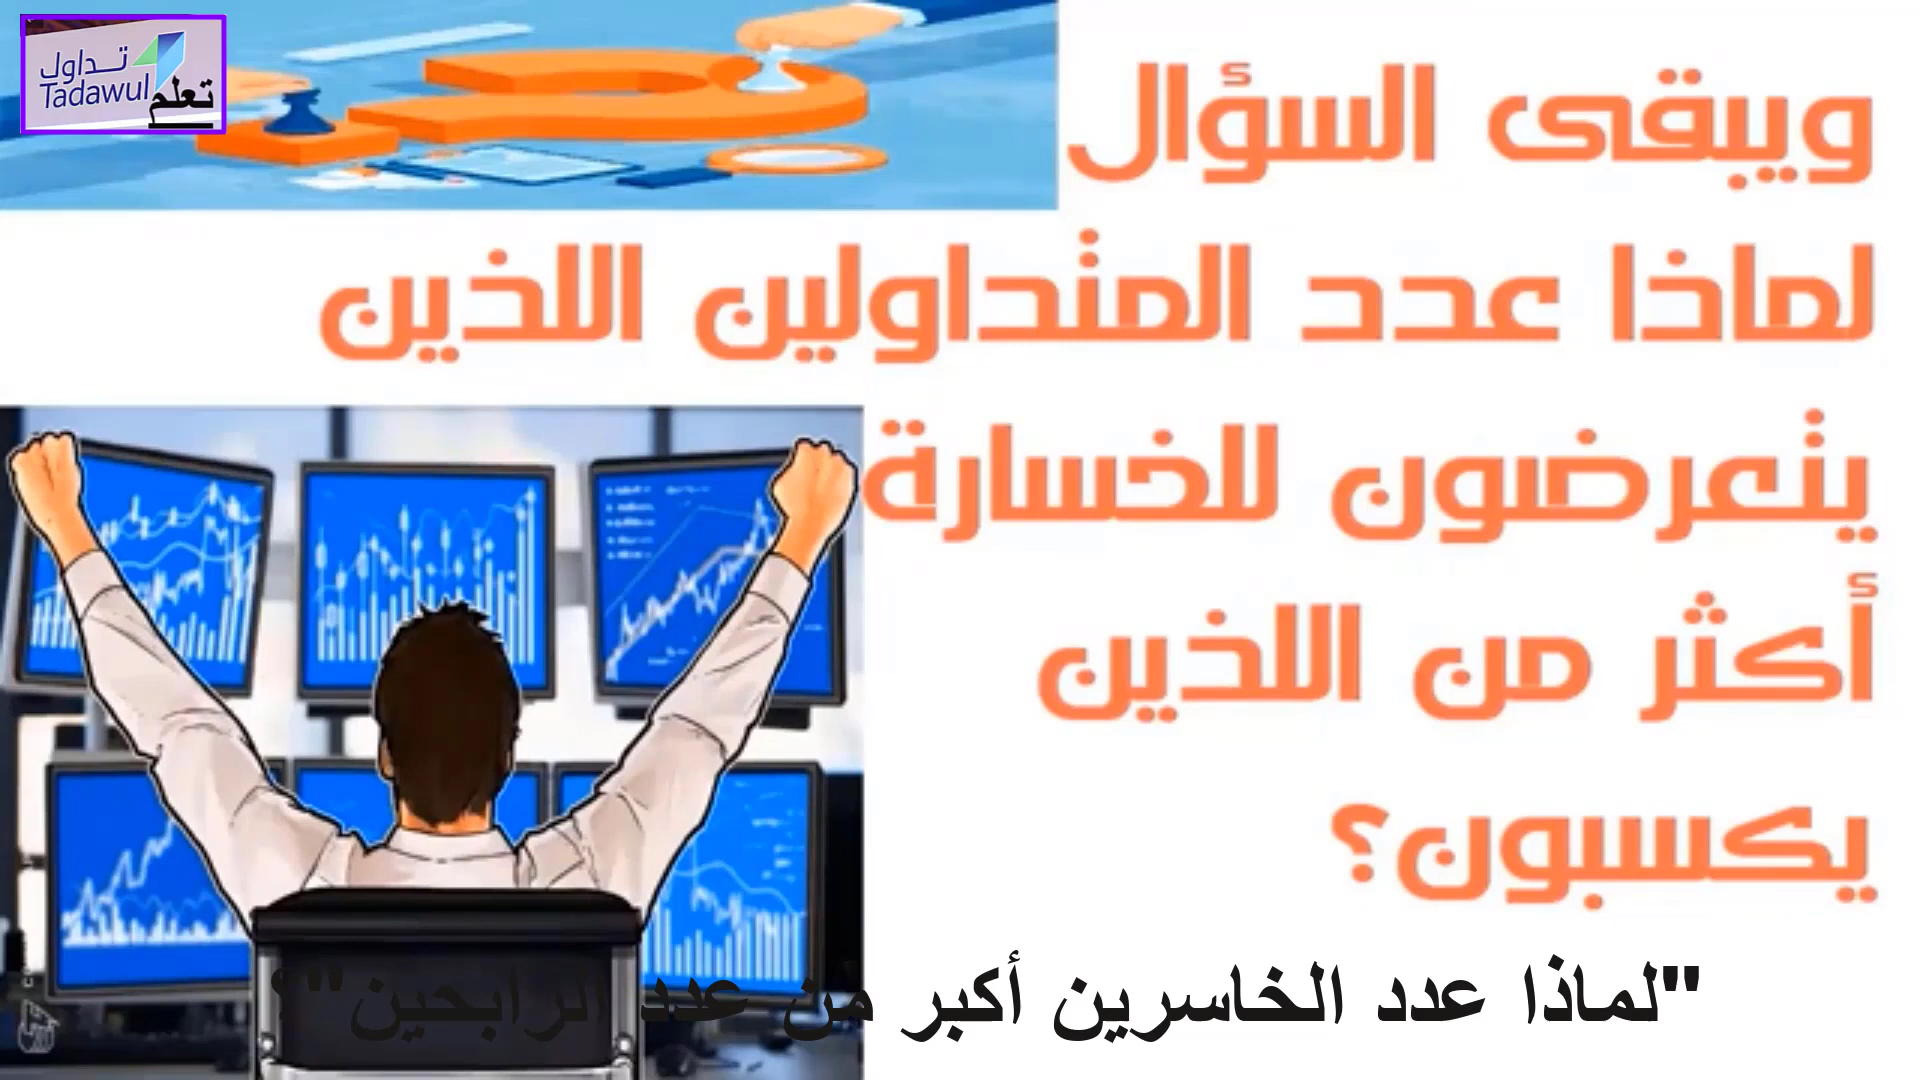 تداول
Tadawul
تعلم
ويبقى السؤال
لماذا عدد المتداولين اللذين
يتعرضون للخسارة
أكثر من اللذين
يكسبون؟
"لماذا عدد الخاسرين أكبر من عدد الرابحين"؟